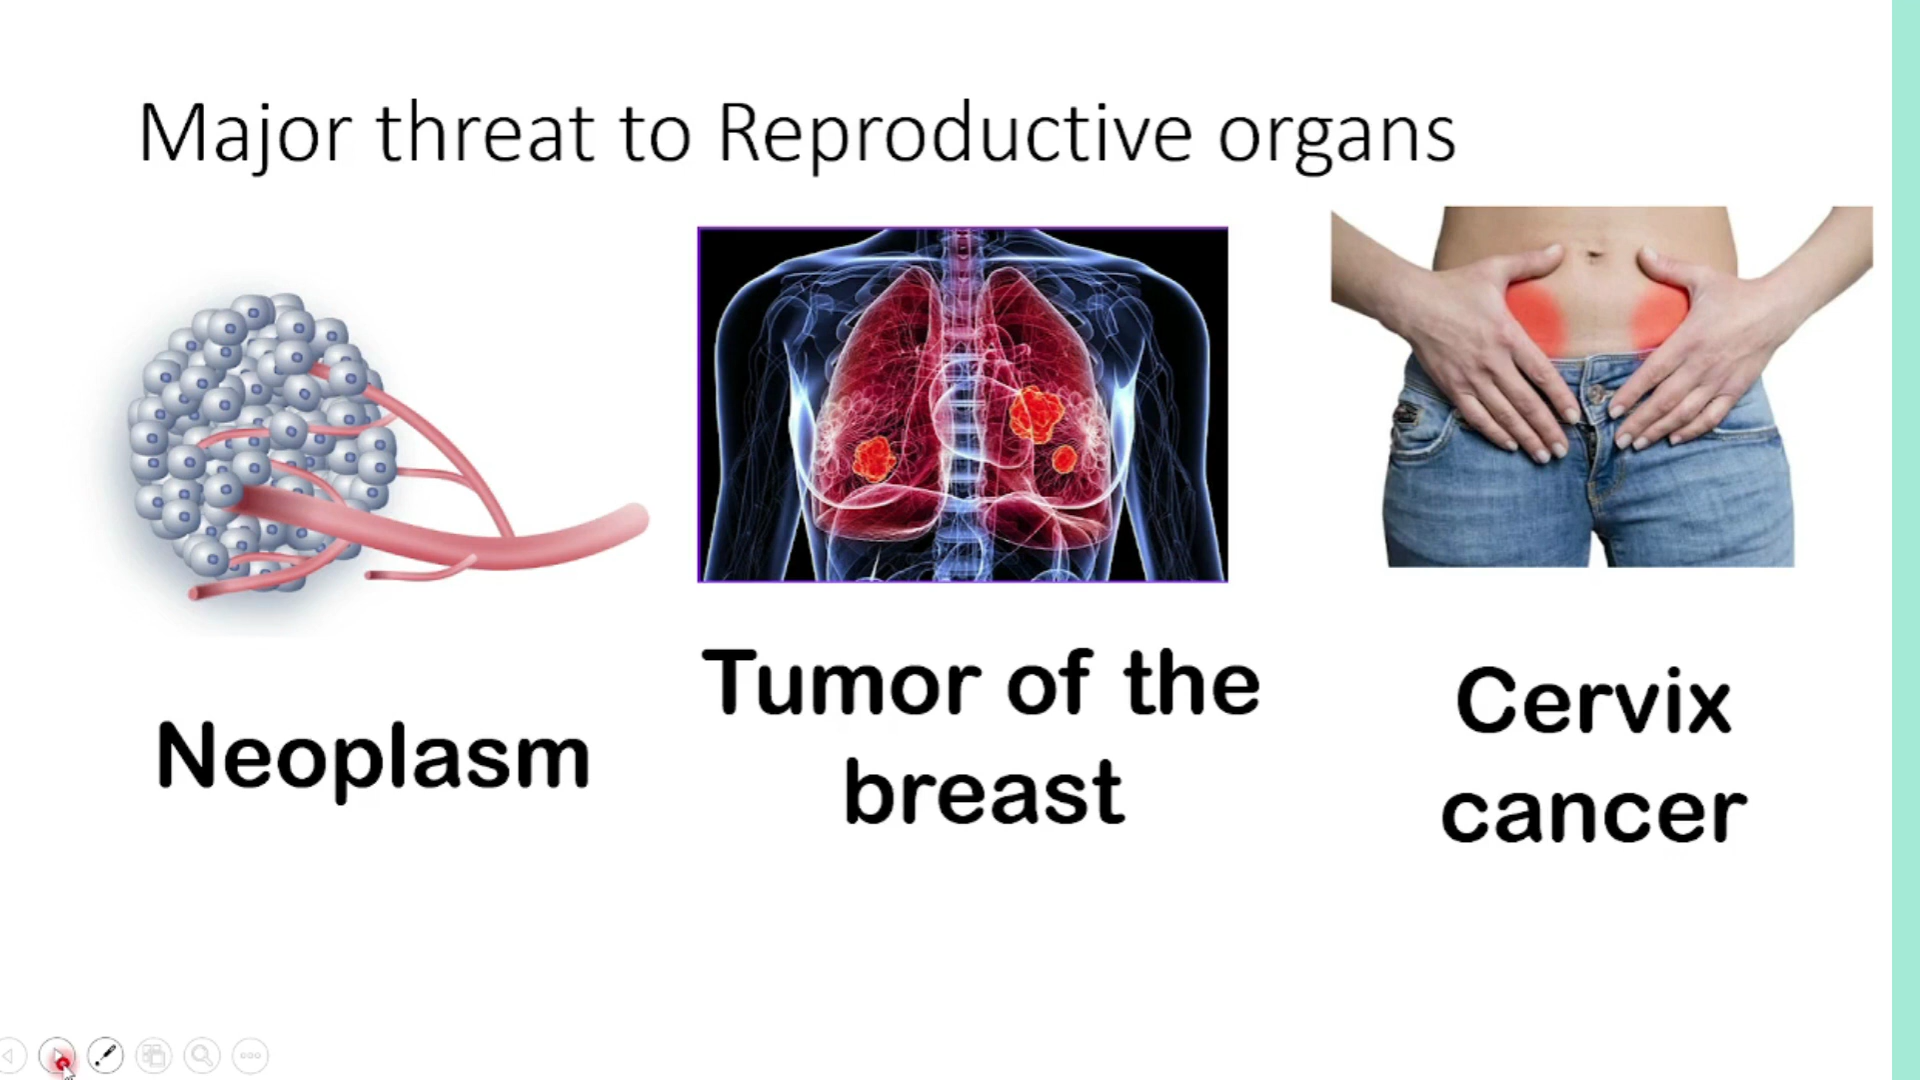 Major threat to Reproductive organs
Neoplasm
Tumor of the
breast
Cervix
cancer